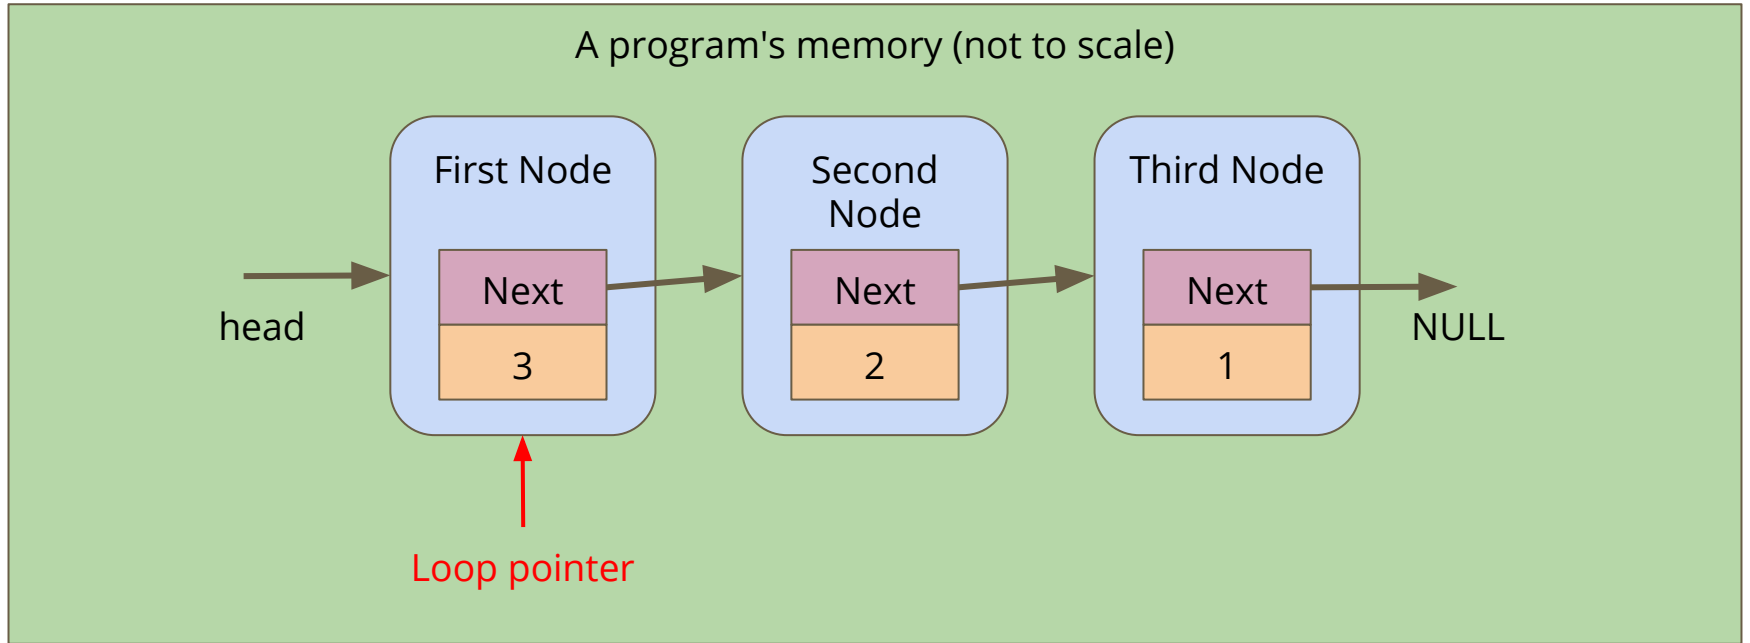 A program's memory (not to scale)
First Node
Second
Node
Third Node
head
Next
3
Next
2
Next
1
NULL
Loop pointer